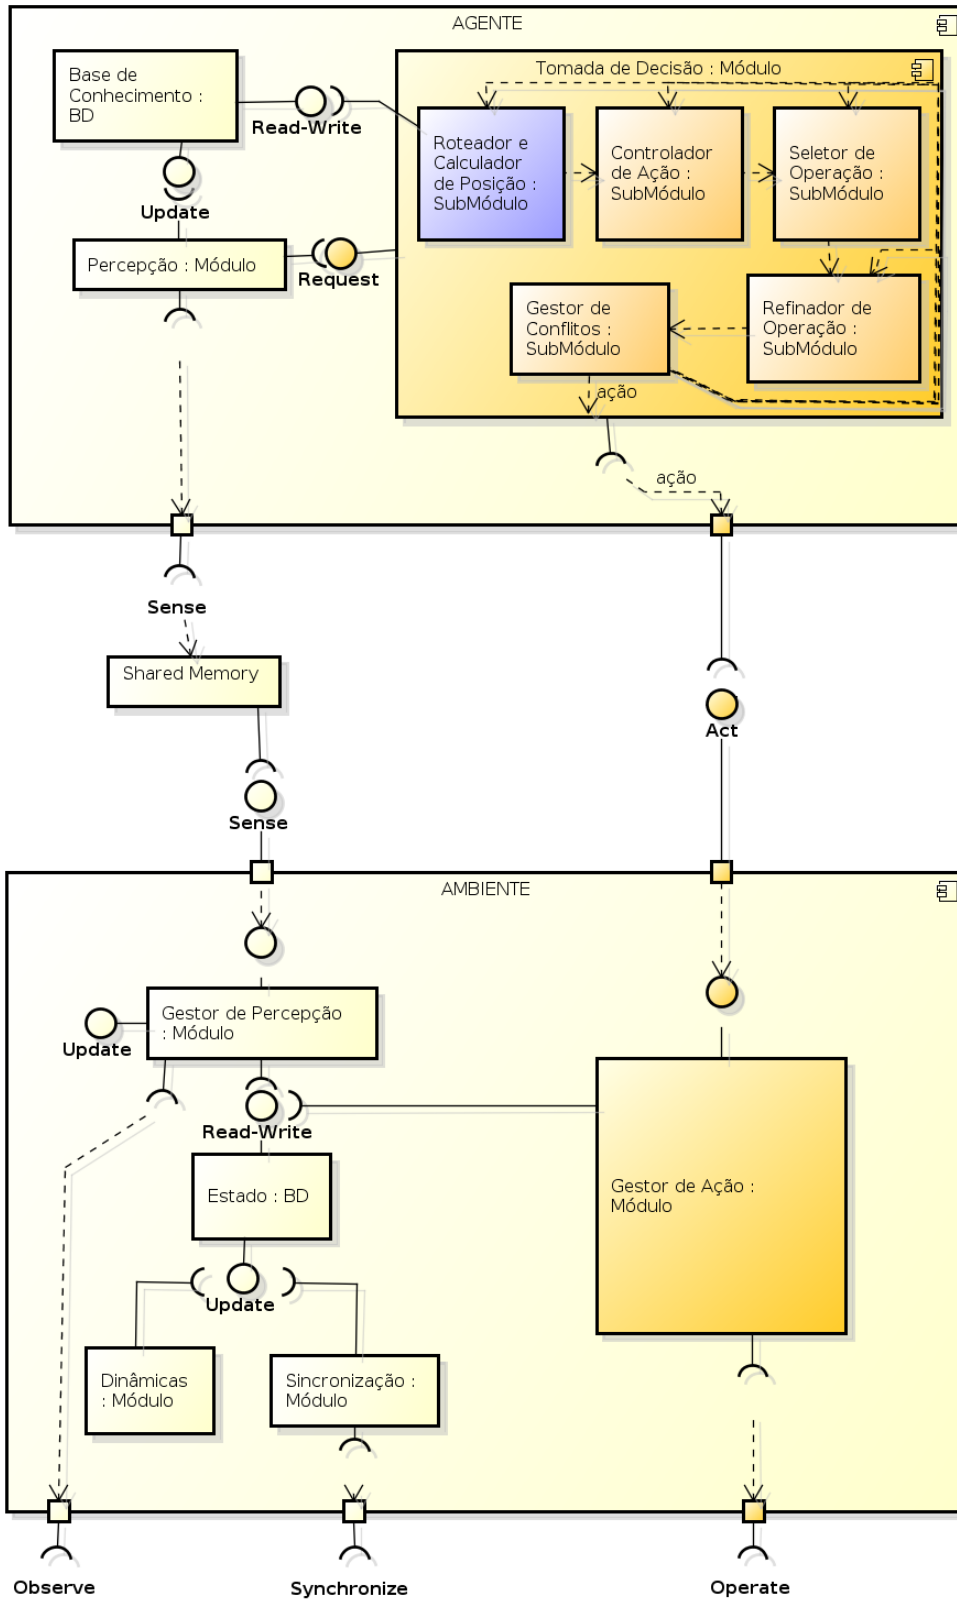 AGENTE
Base de
Conhecimento :
BD
Read-Write
Update
Percepção : Módulo
Request
Tomada de Decisão : Módulo
Roteador e
Calculador
de Posição :
SubMódulo
Controlador
de Ação :
SubMódulo
Seletor de
Operação :
SubMódulo
Gestor de
Conflitos :
SubMódulo
Refinador de
Operação :
SubMódulo
ação
ação
Sense
Shared Memory
Sense
Act
AMBIENTE
Gestor de Percepção
: Módulo
Update
Read-Write
Estado : BD
Gestor de Ação :
Módulo
Update
Dinâmicas
: Módulo
Sincronização :
Módulo
Observe
Synchronize
Operate